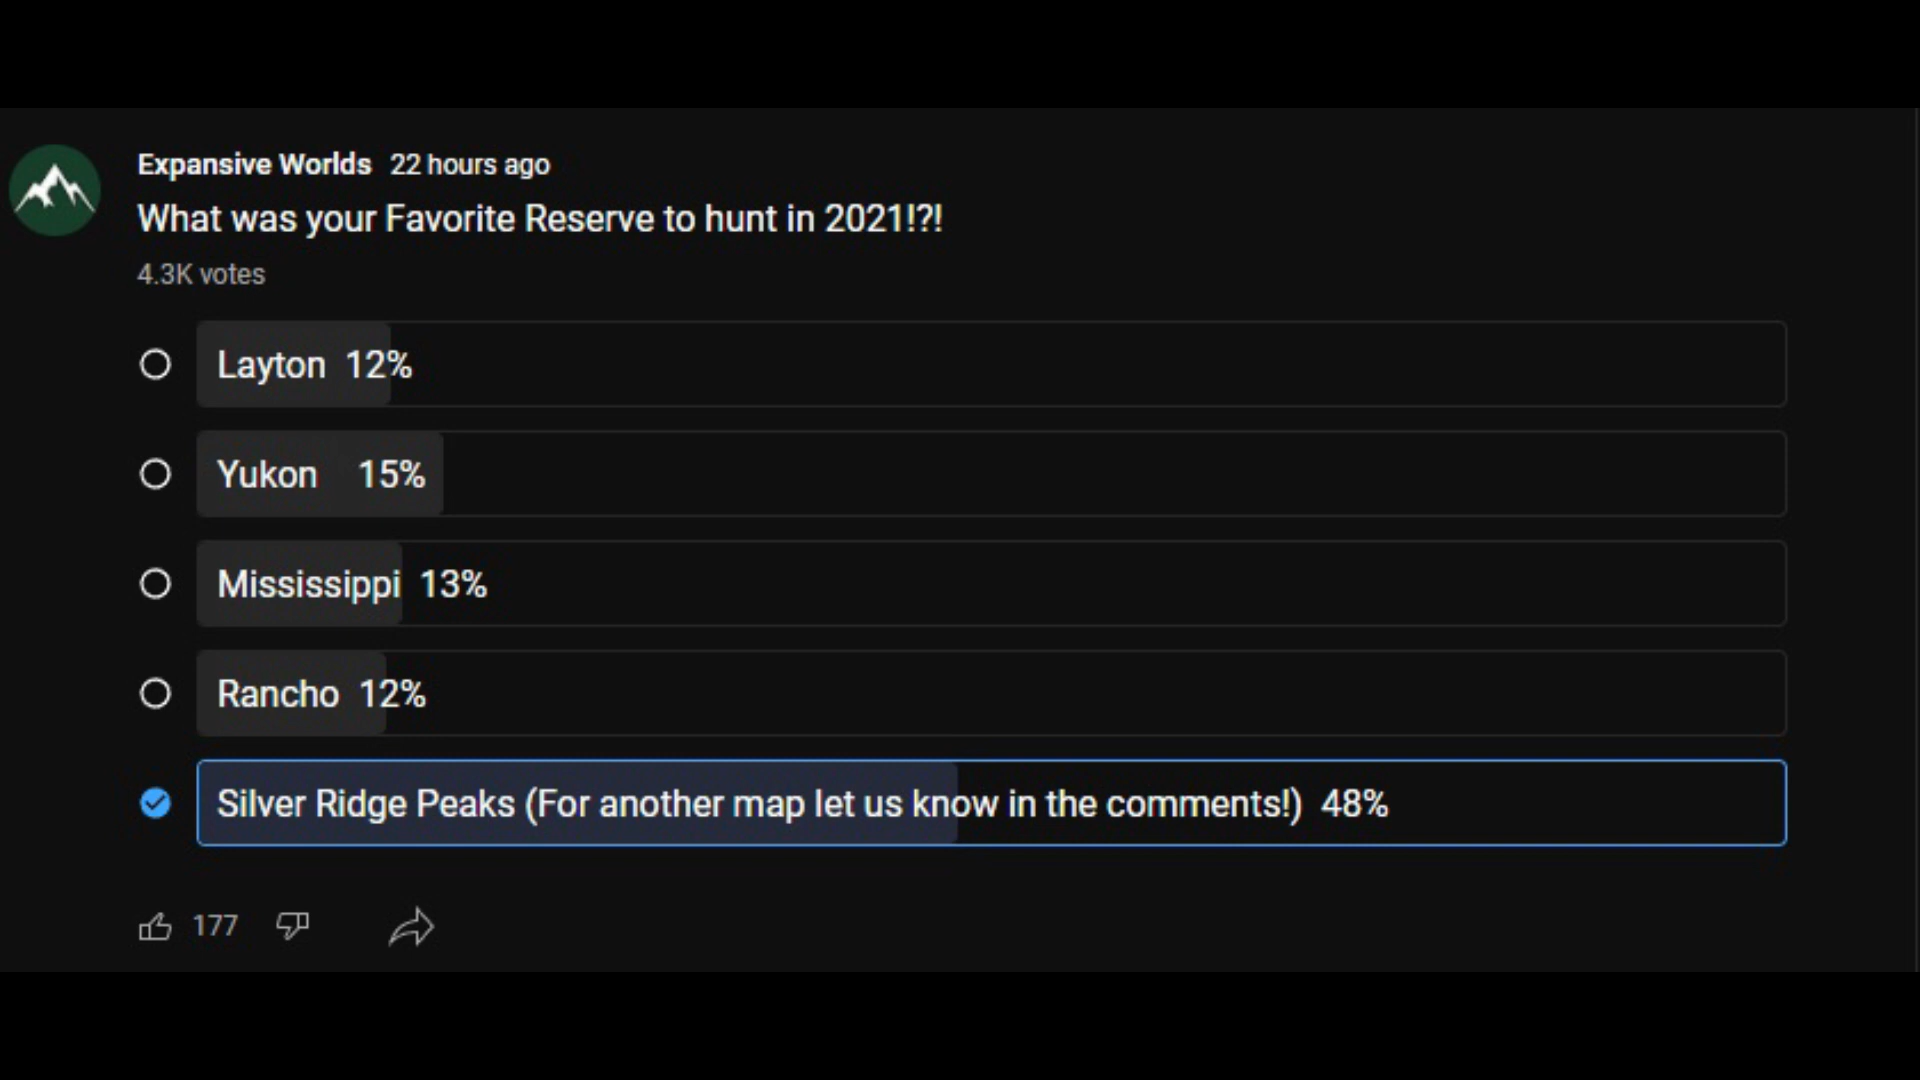 Expansive Worlds 22 hours ago
What was your Favorite Reserve to hunt in 2021!?!
4.3K votes
Layton 12%
Yukon 15%
Mississippi 13%
Rancho 12%
Silver Ridge Peaks (For another map let us know in the comments!) 48%
177